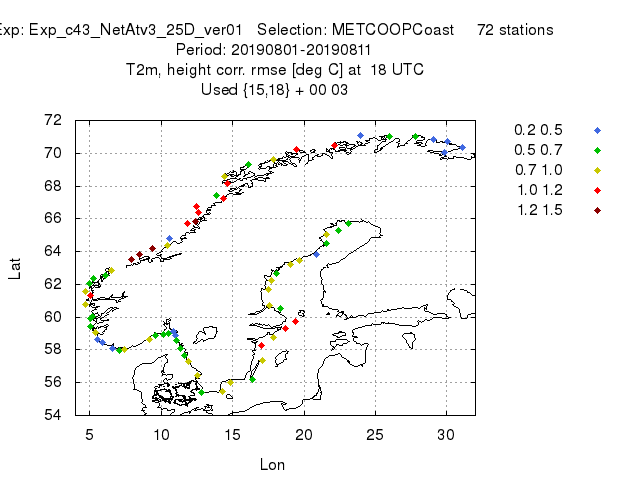 Exp: Exp_c43_NetAtv3_25D_ver01 Selection: METCOOPCoast 72 stations
Period: 20190801-20190811
T2m, height corr. rmse [deg C] at 18 UTC
Used {15,18} + 00 03
72
70
68
66
64
62
60
58
56
54
Lat
5 10 15 20 25 30
Lon
0.2 0.5
0.5 0.7
0.7 1.0
1.0 1.2
1.2 1.5